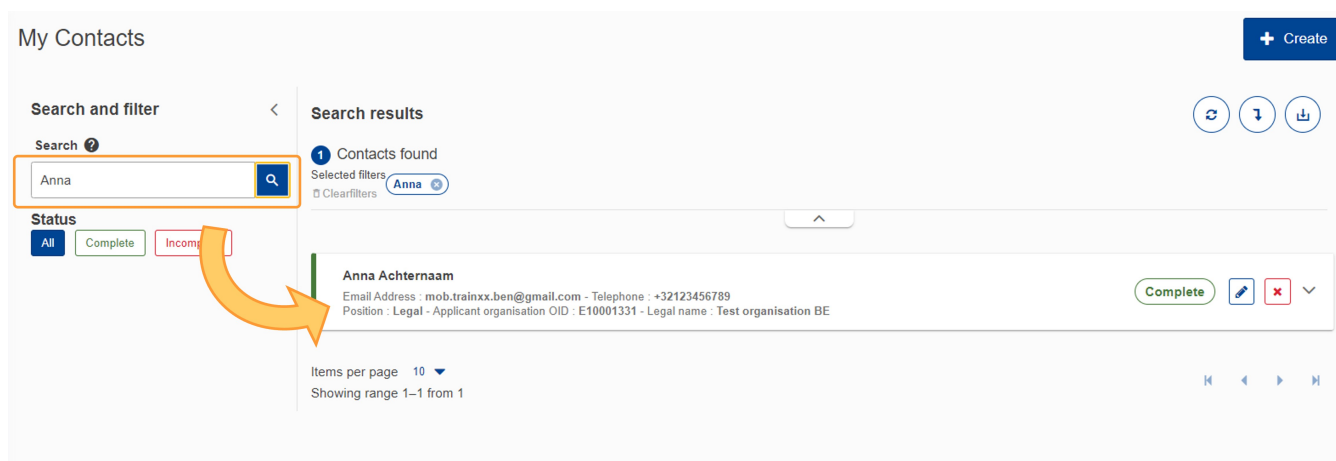 My Contacts
Create
Search and filter
Search
Anna
Status
All
Complete
Search results
1 Contacts found
Selected filters
Anna
Clearfilters
Anna Achternaam
Email Address : mob.trainxx.ben@gmail.com - Telephone : +32123456789
Position : Legal - Applicant organisation OID : E10001331 - Legal name : Test organisation BE
Complete
Items per page 10
Showing range 1–1 from 1